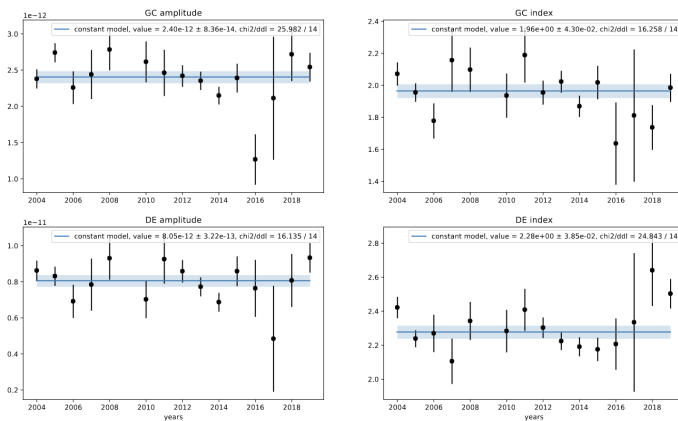 GC amplitude
1e−12
constant model, value = 2.40e-12 ± 8.36e-14, chi2/ddl = 25.982 / 14
3.0
2.5
2.0
1.5
1.0
2004 2006 2008 2010 2012 2014 2016 2018
GC index
constant model, value = 1.96e+00 ± 4.30e-02, chi2/ddl = 16.258 / 14
2.4
2.2
2.0
1.8
1.6
1.4
2004 2006 2008 2010 2012 2014 2016 2018
DE amplitude
1e−11
constant model, value = 8.05e-12 ± 3.22e-13, chi2/ddl = 16.135 / 14
1.0
0.8
0.6
0.4
0.2
2004 2006 2008 2010 2012 2014 2016 2018
years
DE index
constant model, value = 2.28e+00 ± 3.85e-02, chi2/ddl = 24.843 / 14
2.8
2.6
2.4
2.2
2.0
2004 2006 2008 2010 2012 2014 2016 2018
years